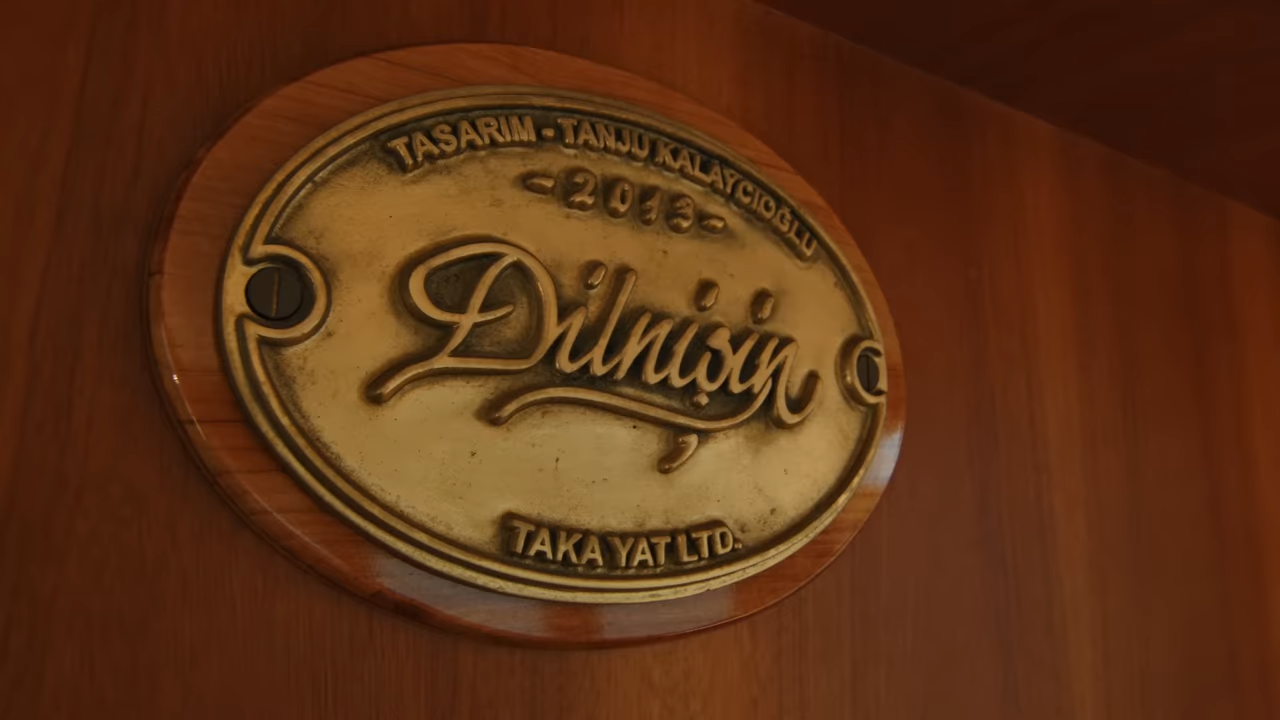 TASARIM - TANJU KALAYCIOĞLU
- 2013 -
Dilnişin
TAKA YAT LTD.